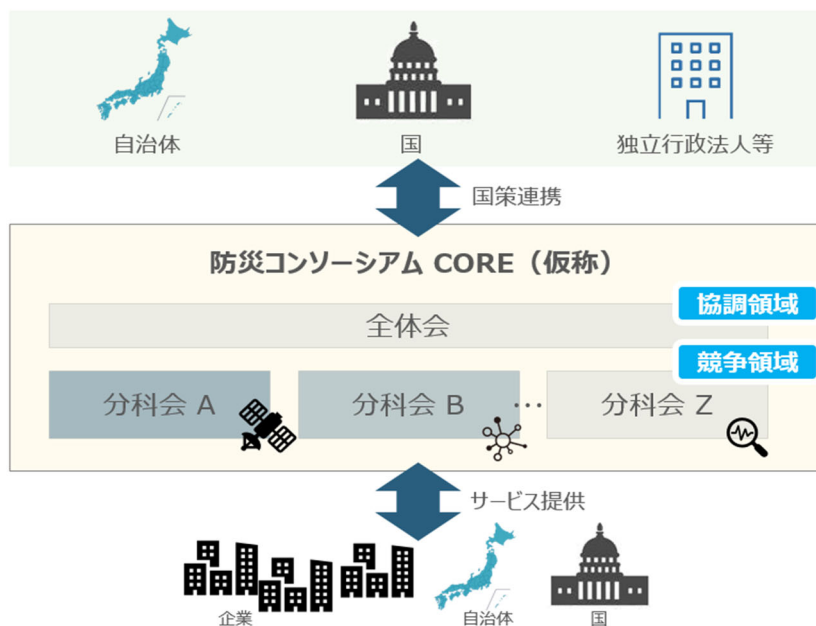 自治体
国
独立行政法人等
国策連携
防災コンソーシアム CORE（仮称）
協調領域
全体会
競争領域
分科会 A
分科会 B
…
分科会 Z
サービス提供
企業
自治体
国